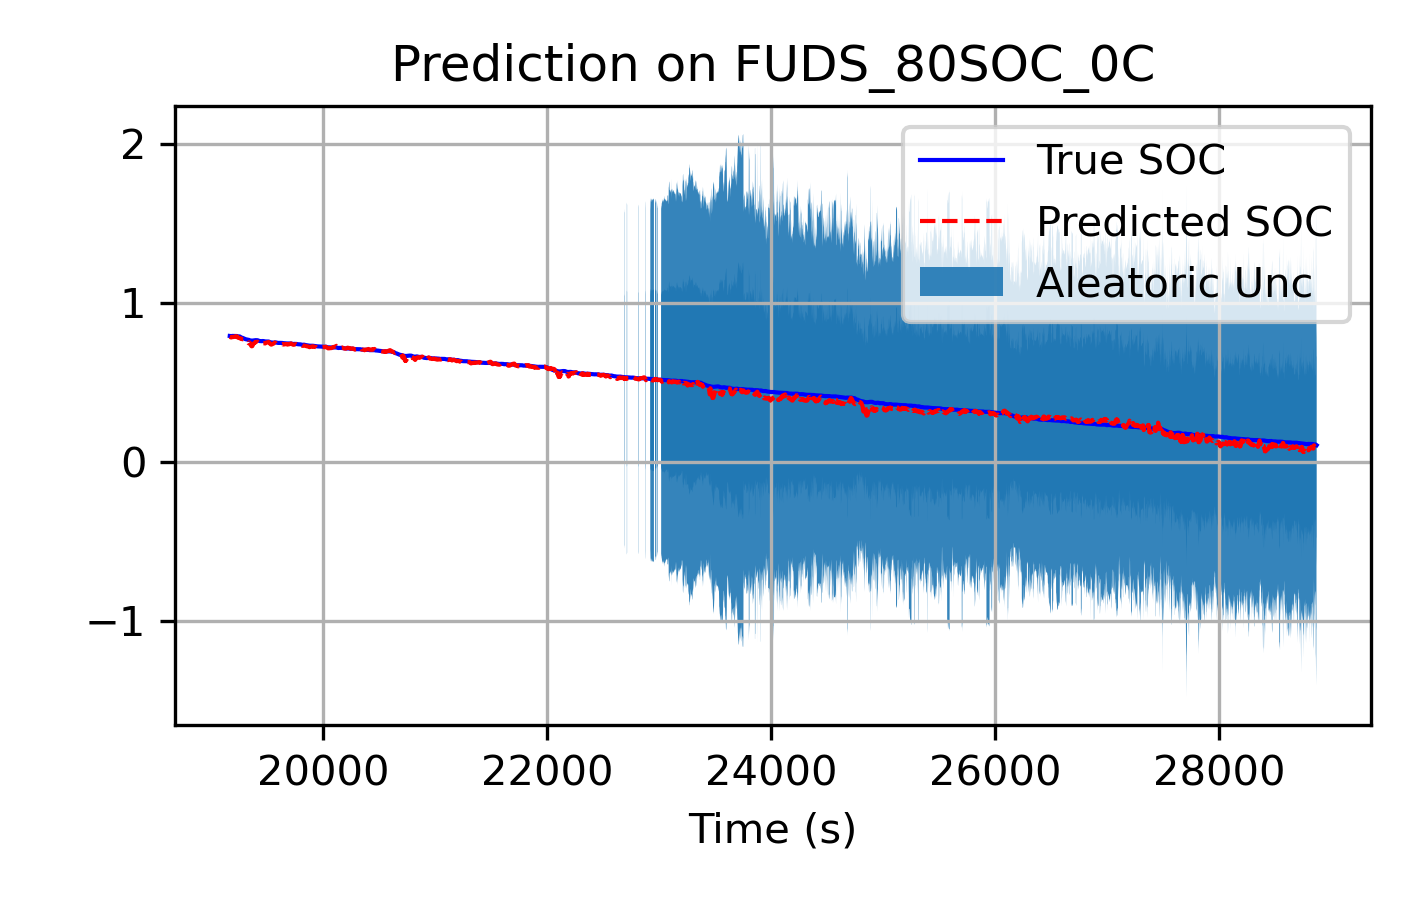 Prediction on FUDS_80SOC_0C
True SOC
Predicted SOC
Aleatoric Unc
2
1
0
−1
20000 22000 24000 26000 28000
Time (s)